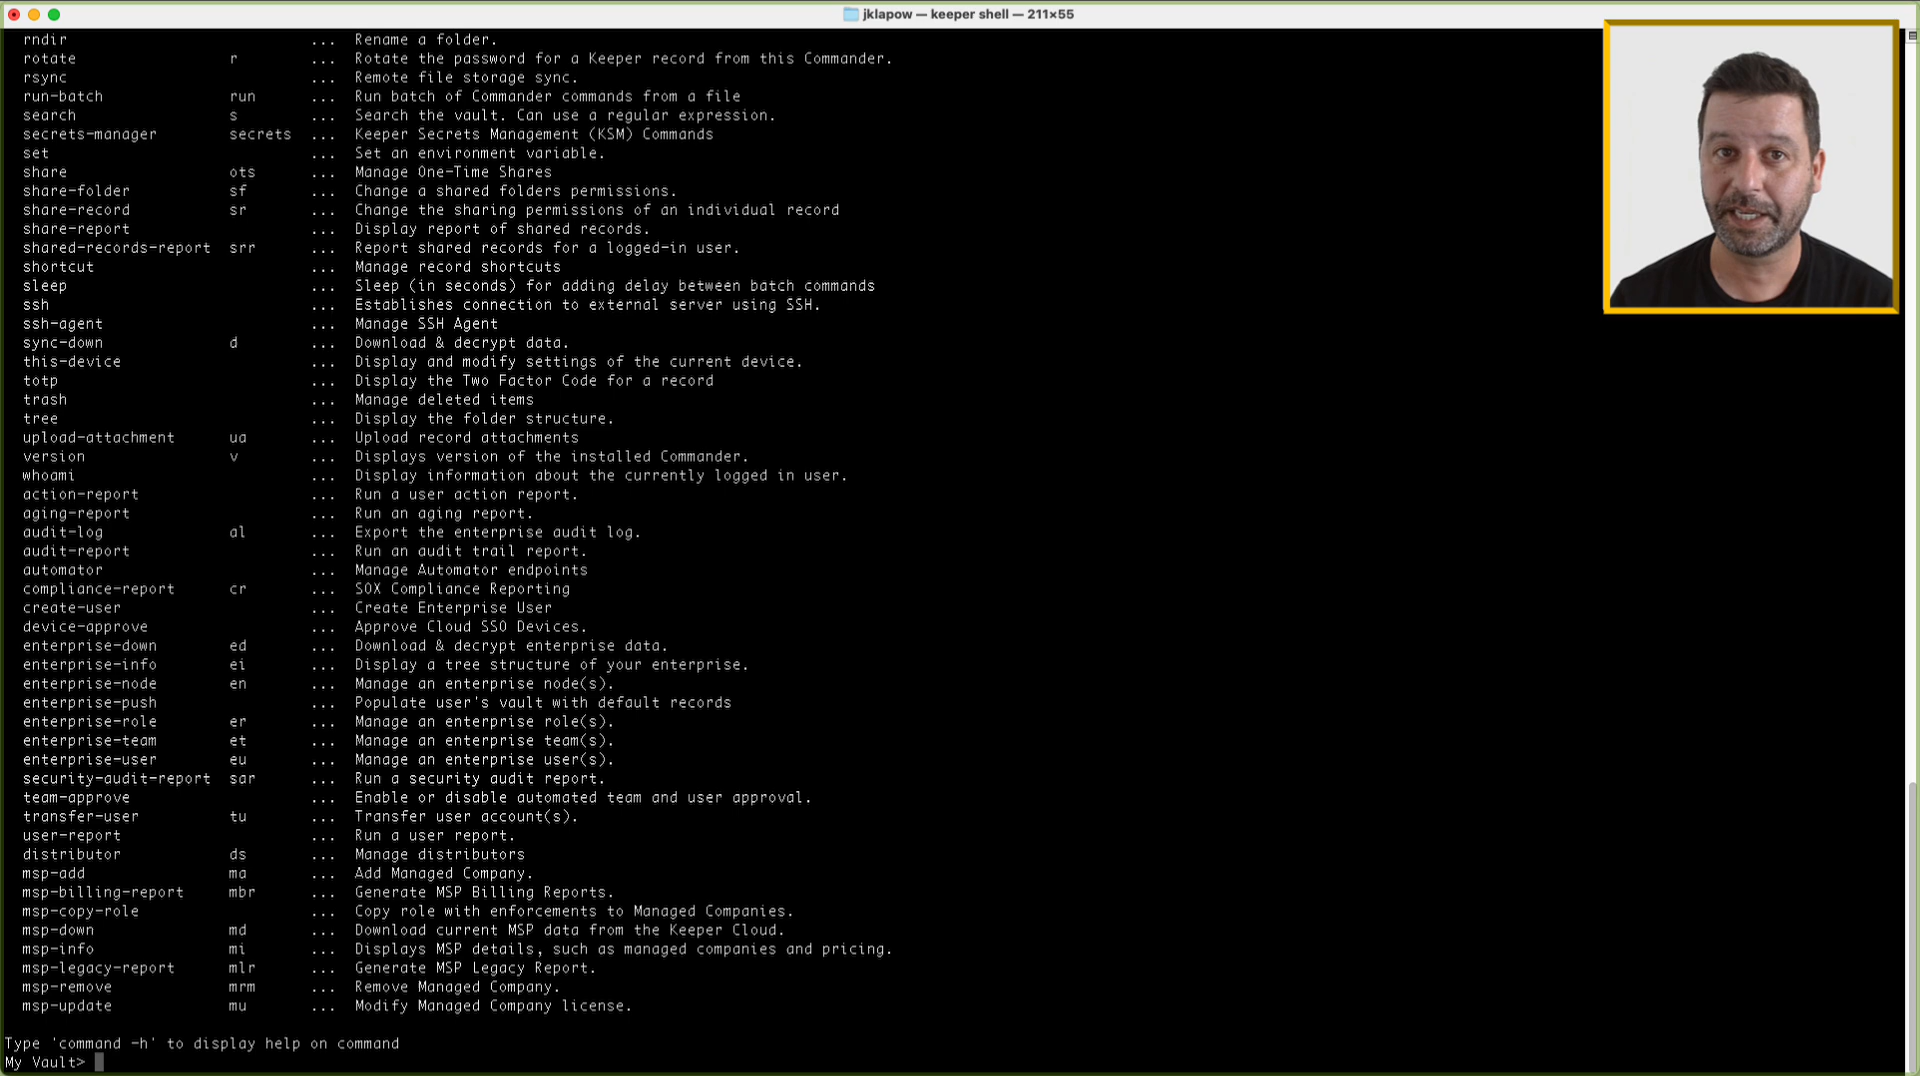 jklapow — keeper shell — 211×55
rndir ... Rename a folder.
rotate r ... Rotate the password for a Keeper record from this Commander.
rsync ... Remote file storage sync.
run-batch run ... Run batch of Commander commands from a file
search s ... Search the vault. Can use a regular expression.
secrets-manager secrets ... Keeper Secrets Management (KSM) Commands
set ... Set an environment variable.
share ots ... Manage One-Time Shares
share-folder sf ... Change a shared folders permissions.
share-record sr ... Change the sharing permissions of an individual record
share-report ... Display report of shared records.
shared-records-report srr ... Report shared records for a logged-in user.
shortcut ... Manage record shortcuts
sleep ... Sleep (in seconds) for adding delay between batch commands
ssh ... Establishes connection to external server using SSH.
ssh-agent ... Manage SSH Agent
sync-down d ... Download & decrypt data.
this-device ... Display and modify settings of the current device.
totp ... Display the Two Factor Code for a record
trash ... Manage deleted items
tree ... Display the folder structure.
upload-attachment ua ... Upload record attachments
version v ... Displays version of the installed Commander.
whoami ... Display information about the currently logged in user.
action-report ... Run a user action report.
aging-report ... Run an aging report.
audit-log al ... Export the enterprise audit log.
audit-report ... Run an audit trail report.
automator ... Manage Automator endpoints
compliance-report cr ... SOX Compliance Reporting
create-user ... Create Enterprise User
device-approve ... Approve Cloud SSO Devices.
enterprise-down ed ... Download & decrypt enterprise data.
enterprise-info ei ... Display a tree structure of your enterprise.
enterprise-node en ... Manage an enterprise node(s).
enterprise-push ... Populate user's vault with default records
enterprise-role er ... Manage an enterprise role(s).
enterprise-team et ... Manage an enterprise team(s).
enterprise-user eu ... Manage an enterprise user(s).
security-audit-report sar ... Run a security audit report.
team-approve ... Enable or disable automated team and user approval.
transfer-user tu ... Transfer user account(s).
user-report ... Run a user report.
distributor ds ... Manage distributors
msp-add ma ... Add Managed Company.
msp-billing-report mbr ... Generate MSP Billing Reports.
msp-copy-role ... Copy role with enforcements to Managed Companies.
msp-down md ... Download current MSP data from the Keeper Cloud.
msp-info mi ... Displays MSP details, such as managed companies and pricing.
msp-legacy-report mlr ... Generate MSP Legacy Report.
msp-remove mrm ... Remove Managed Company.
msp-update mu ... Modify Managed Company license.
Type 'command -h' to display help on command
My Vault>